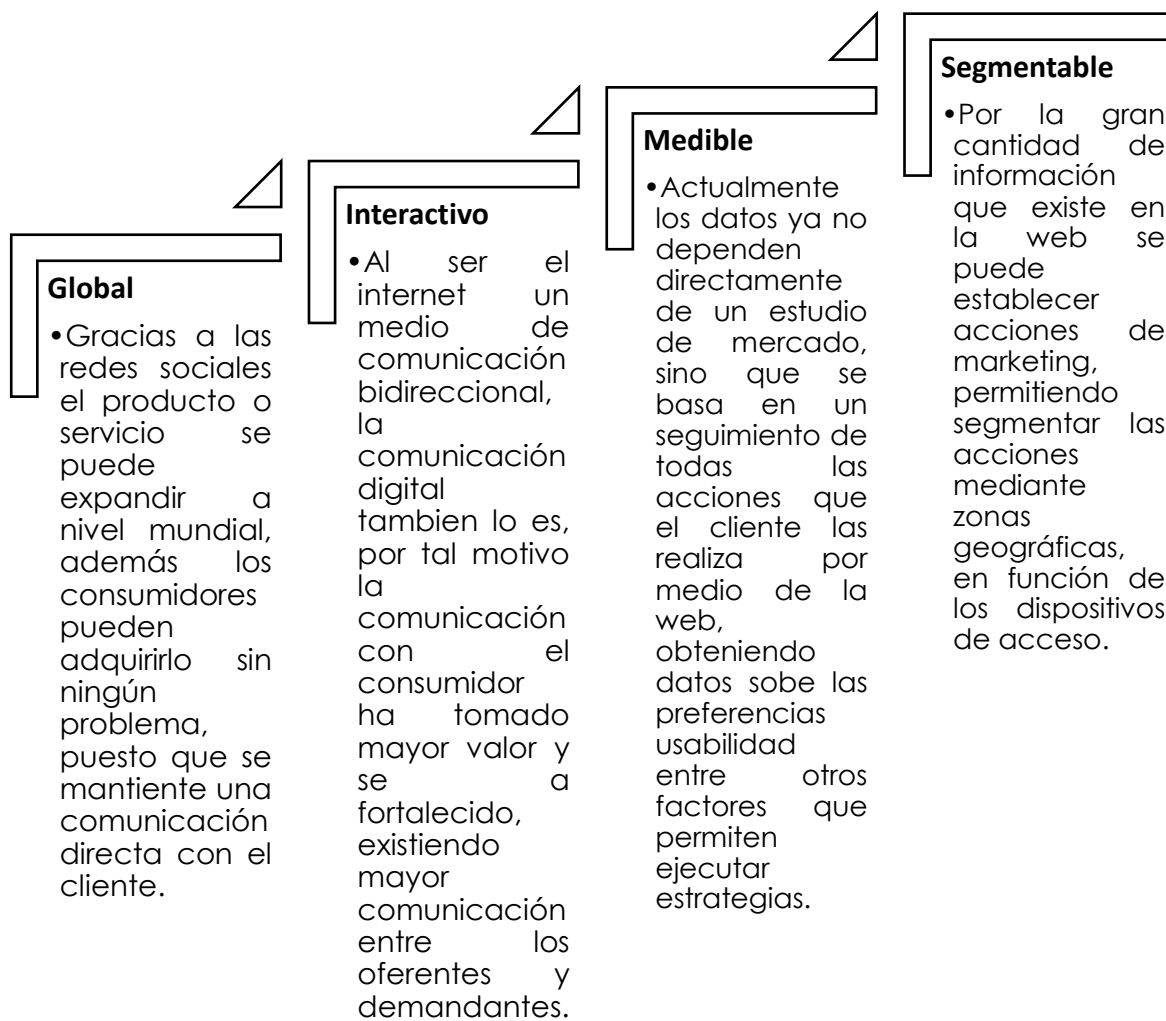 Global
•Gracias a las
redes sociales
el producto o
servicio se
puede
expandir a
nivel mundial,
además los
consumidores
pueden
adquirirlo sin
ningún
problema,
puesto que se
mantiente una
comunicación
directa con el
cliente.
Interactivo
•Al ser el
internet un
medio de
comunicación
bidireccional,
la
comunicación
digital
tambien lo es,
por tal motivo
la
comunicación
con el
consumidor
ha tomado
mayor valor y
se a
fortalecido,
existiendo
mayor
comunicación
entre los
oferentes y
demandantes.
Medible
•Actualmente
los datos ya no
dependen
directamente
de un estudio
de mercado,
sino que se
basa en un
seguimiento de
todas las
acciones que
el cliente las
realiza por
medio de la
web,
obteniendo
datos sobe las
preferencias
usabilidad
entre otros
factores que
permiten
ejecutar
estrategias.
Segmentable
•Por la gran
cantidad de
información
que existe en
la web se
puede
establecer
acciones de
marketing,
permitiendo
segmentar las
acciones
mediante
zonas
geográficas,
en función de
los dispositivos
de acceso.